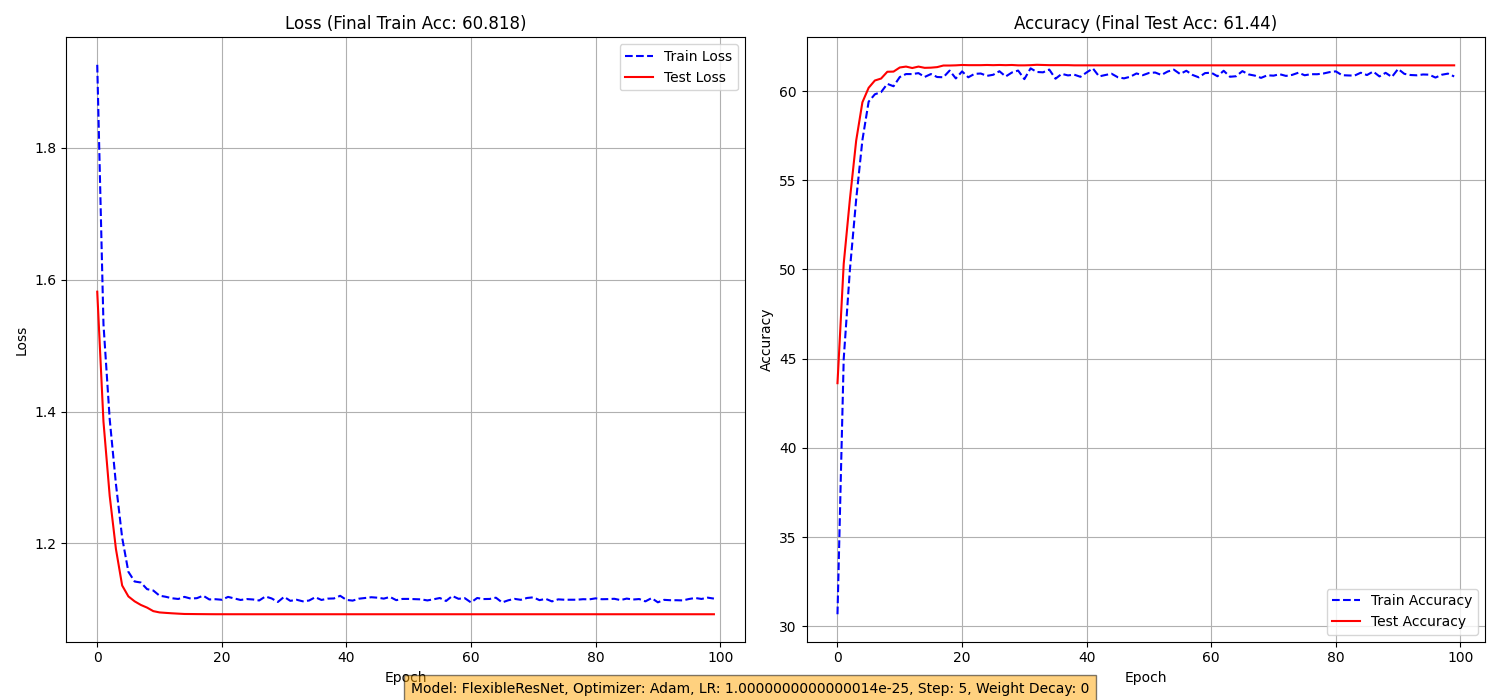 Loss (Final Train Acc: 60.818)
Train Loss
Test Loss
Loss
1.8
1.6
1.4
1.2
0 20 40 60 80 100
Epoch
Accuracy (Final Test Acc: 61.44)
Accuracy
60
55
50
45
40
35
30
Train Accuracy
Test Accuracy
0 20 40 60 80 100
Epoch
Model: FlexibleResNet, Optimizer: Adam, LR: 1.0000000000000014e-25, Step: 5, Weight Decay: 0